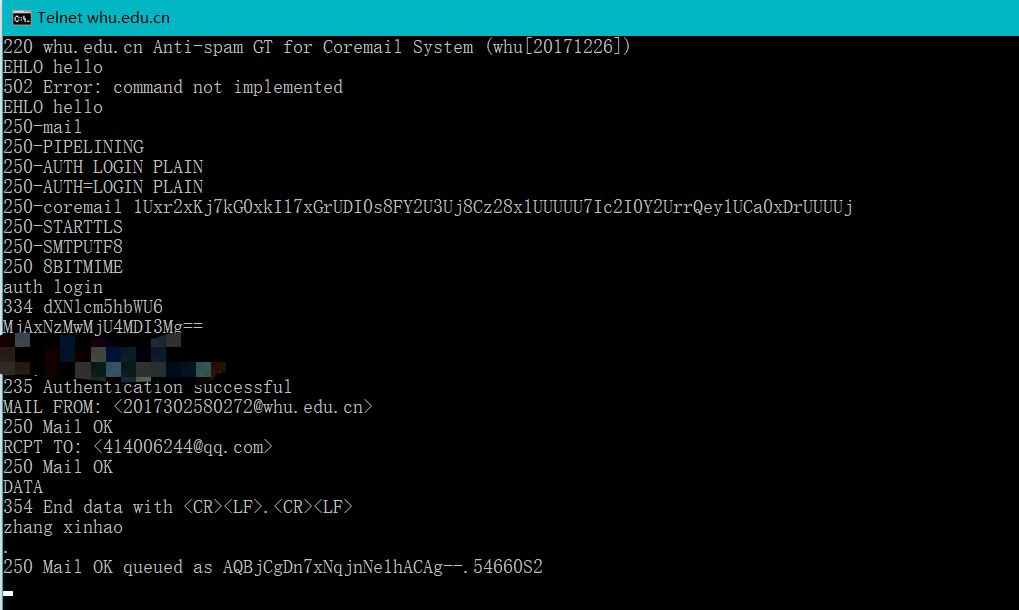 Telnet whu.edu.cn
220 whu.edu.cn Anti-spam GT for Coremail System (whu[20171226])
EHLO hello
502 Error: command not implemented
EHLO hello
250-mail
250-PIPELINING
250-AUTH LOGIN PLAIN
250-AUTH=LOGIN PLAIN
250-coremail 1Uxr2xKj7kG0xkI17xGrUDI0s8FY2U3Uj8Cz28x1UUUUU7Ic2I0Y2UrrQey1UCa0xDrUUUUj
250-STARTTLS
250-SMTPUTF8
250 8BITMIME
auth login
334 dXNlcm5hbWU6
MjAxNzMwMjU4MDI3Mg==
235 Authentication successful
MAIL FROM: <2017302580272@whu.edu.cn>
250 Mail OK
RCPT TO: <414006244@qq.com>
250 Mail OK
DATA
354 End data with <CR><LF>.<CR><LF>
zhang xinhao
.
250 Mail OK queued as AQBjCgDn7xNqjnNe1hACAg--.54660S2